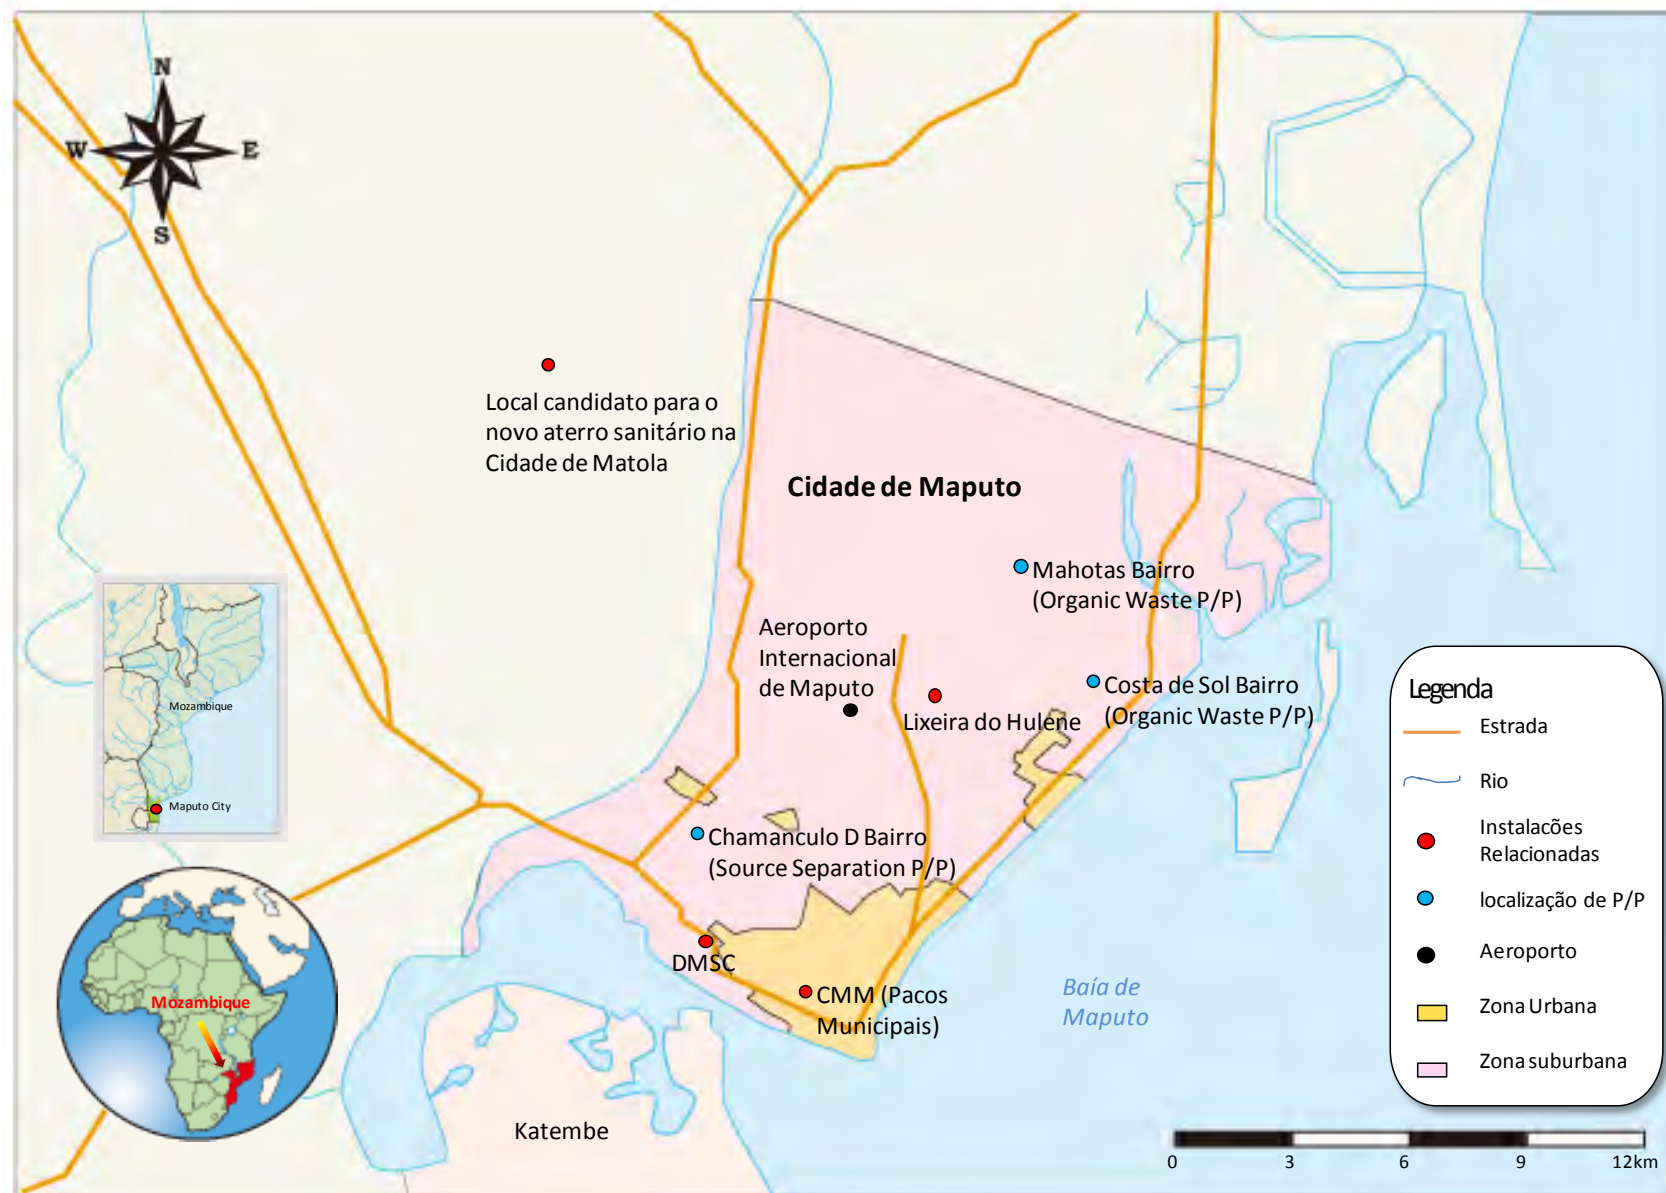 N
W
E
S
Local candidato para o
novo aterro sanitário na
Cidade de Matola
Cidade de Maputo
Mahotas Bairro
(Organic Waste P/P)
Aeroporto
Internacional
de Maputo
Costa de Sol Bairro
(Organic Waste P/P)
Lixeira do Hulene
Chamanculo D Bairro
(Source Separation P/P)
DMSC
CMM (Pacos
Municipais)
Baía de
Maputo
Katembe
Mozambique
Maputo City
Mozambique
Legenda
Estrada
Rio
Instalacões
Relacionadas
localização de P/P
Aeroporto
Zona Urbana
Zona suburbana
0 3 6 9 12km